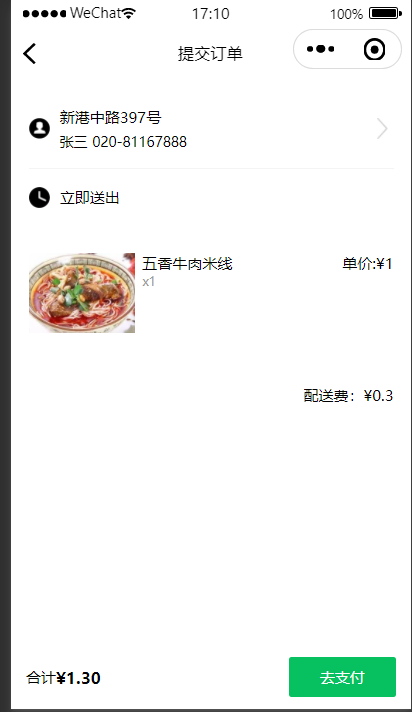 WeChat 17:10 100%
提交订单
新港中路397号
张三 020-81167888
立即送出
五香牛肉米线 单价:¥1
x1
配送费：¥0.3
合计¥1.30 去支付